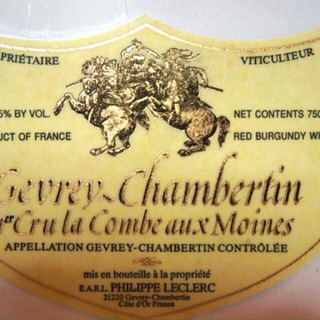 PRIÉTAIRE VITICULTEUR
5% BY VOL. NET CONTENTS 750
UCT OF FRANCE RED BURGUNDY WI
Gevrey-Chambertin
1er Cru la Combe aux Moines
APPELLATION GEVREY-CHAMBERTIN CONTRÔLÉE
mis en bouteille à la propriété
E.A.R.L. PHILIPPE LECLERC
21220 Gevrey-Chambertin
Côte d'Or France